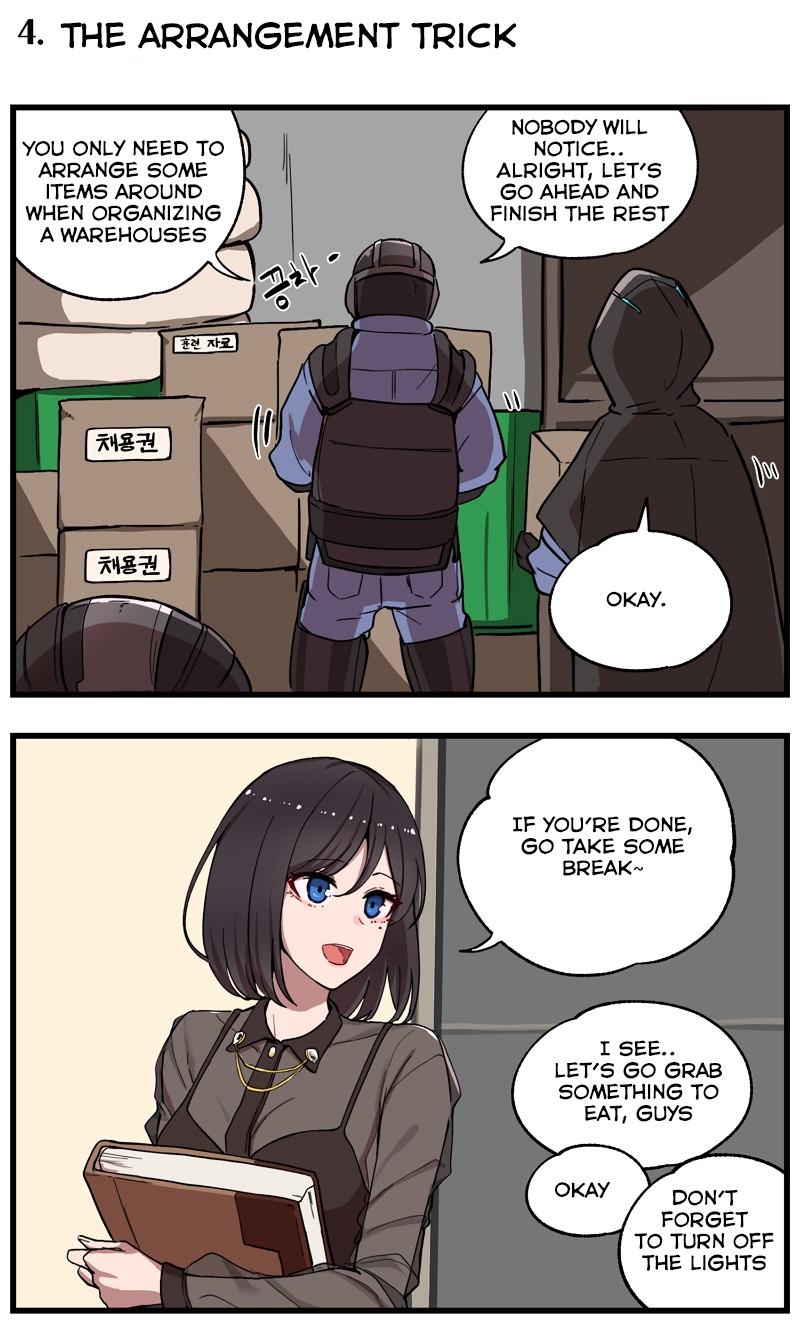 4. THE ARRANGEMENT TRICK
YOU ONLY NEED TO
ARRANGE SOME
ITEMS AROUND
WHEN ORGANIZING
A WAREHOUSES
NOBODY WILL
NOTICE..
ALRIGHT, LET'S
GO AHEAD AND
FINISH THE REST
끙차~
훈련 자료
채용권
채용권
OKAY.
IF YOU'RE DONE,
GO TAKE SOME
BREAK~
I SEE..
LET'S GO GRAB
SOMETHING TO
EAT, GUYS
OKAY
DON'T
FORGET
TO TURN OFF
THE LIGHTS